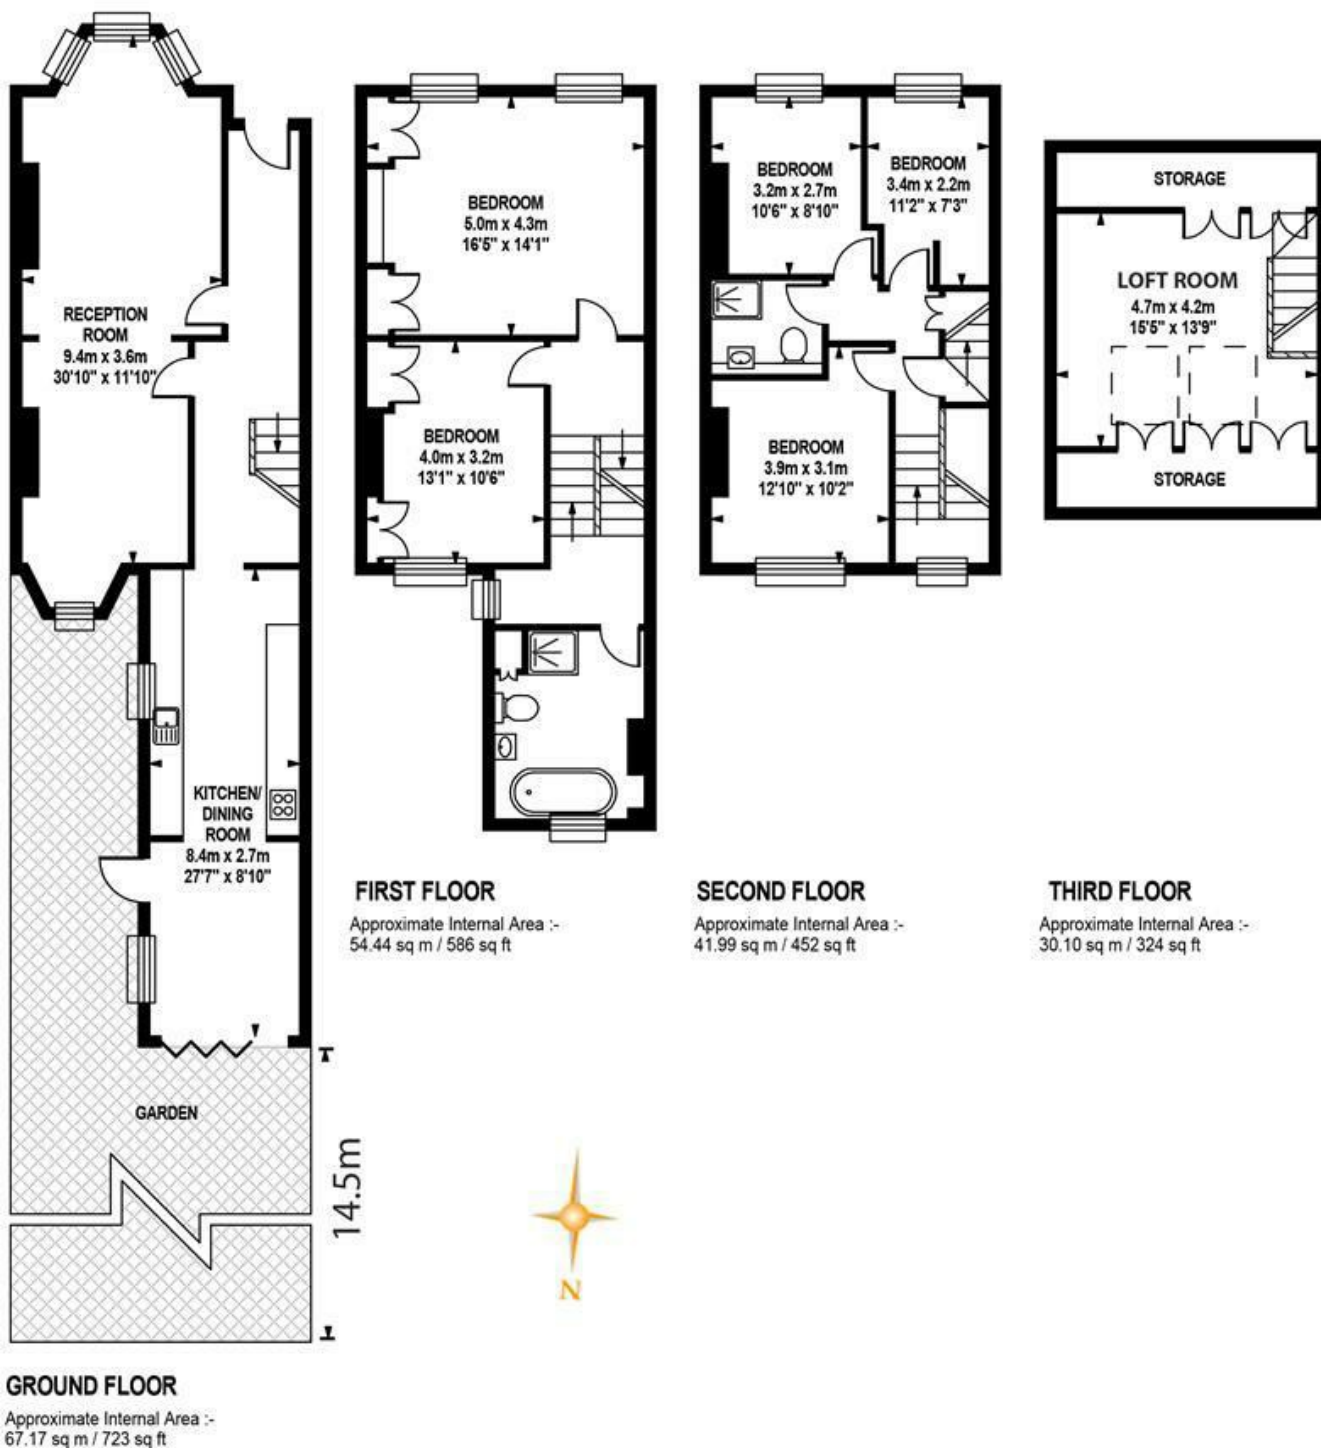 RECEPTION
ROOM
9.4m x 3.6m
30'10" x 11'10"
KITCHEN/
DINING
ROOM
8.4m x 2.7m
27'7" x 8'10"
GARDEN
14.5m
GROUND FLOOR
Approximate Internal Area :-
67.17 sq m / 723 sq ft
BEDROOM
5.0m x 4.3m
16'5" x 14'1"
BEDROOM
4.0m x 3.2m
13'1" x 10'6"
FIRST FLOOR
Approximate Internal Area :-
54.44 sq m / 586 sq ft
BEDROOM
3.2m x 2.7m
10'6" x 8'10"
BEDROOM
3.4m x 2.2m
11'2" x 7'3"
BEDROOM
3.9m x 3.1m
12'10" x 10'2"
SECOND FLOOR
Approximate Internal Area :-
41.99 sq m / 452 sq ft
STORAGE
LOFT ROOM
4.7m x 4.2m
15'5" x 13'9"
STORAGE
THIRD FLOOR
Approximate Internal Area :-
30.10 sq m / 324 sq ft
N